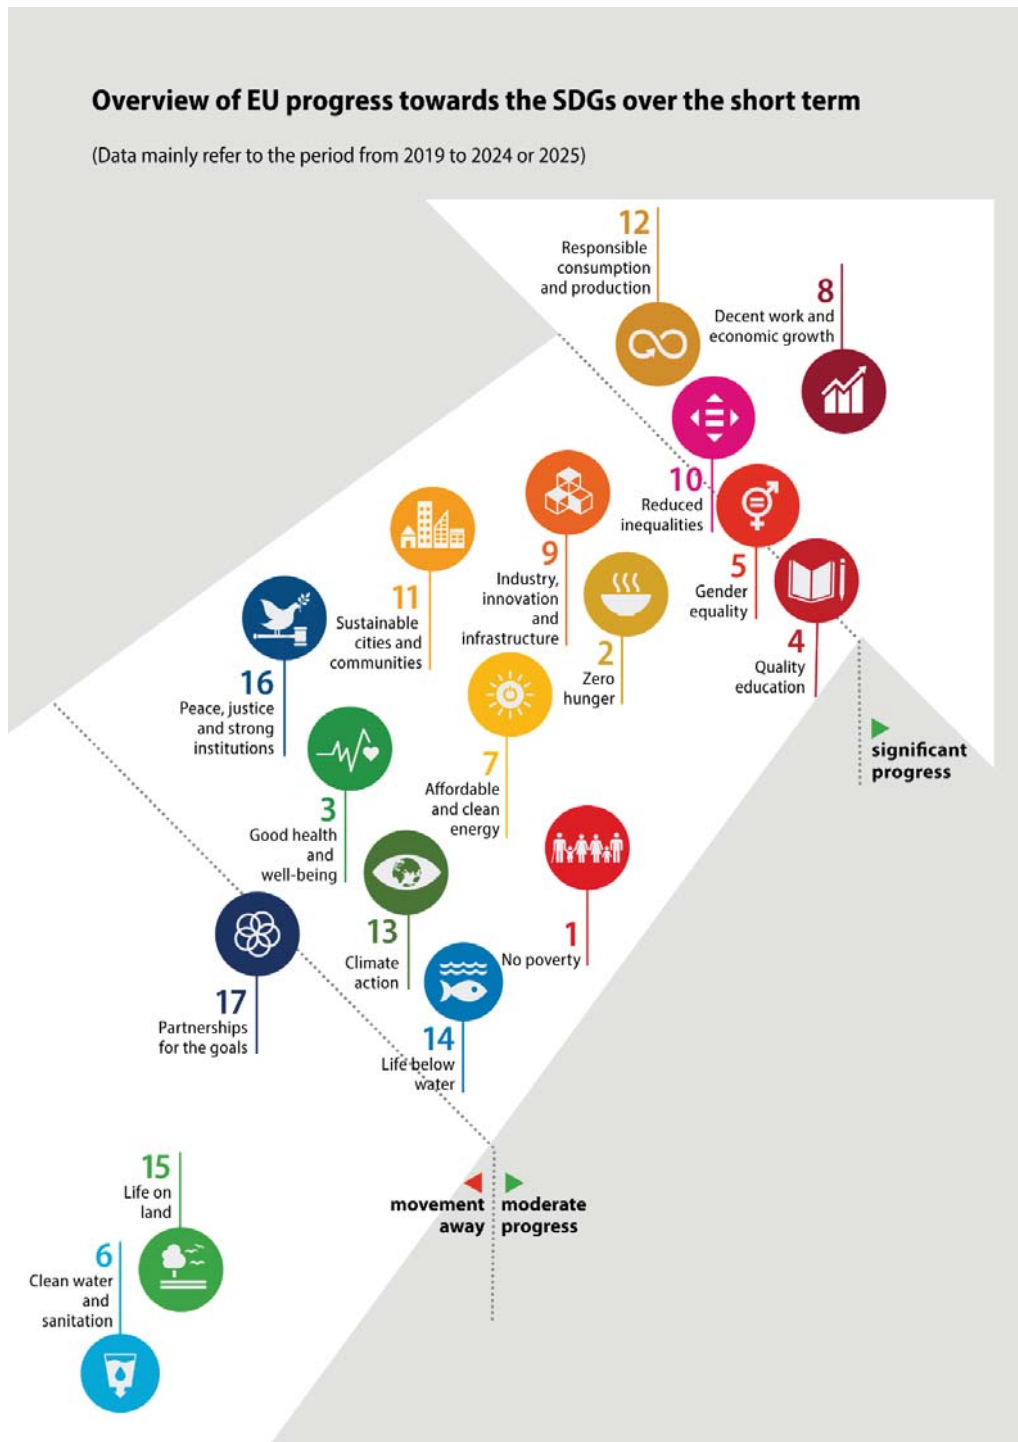 Overview of EU progress towards the SDGs over the short term
(Data mainly refer to the period from 2019 to 2024 or 2025)
12
Responsible
consumption
and production
8
Decent work and
economic growth
10
Reduced
inequalities
9
Industry,
innovation
and
infrastructure
5
Gender
equality
11
Sustainable
cities and
communities
4
Quality
education
2
Zero
hunger
16
Peace, justice
and strong
institutions
significant
progress
7
Affordable
and clean
energy
3
Good health
and
well-being
13
Climate
action
1
No poverty
17
Partnerships
for the goals
14
Life below
water
15
Life on
land
movement
away
moderate
progress
6
Clean water
and
sanitation